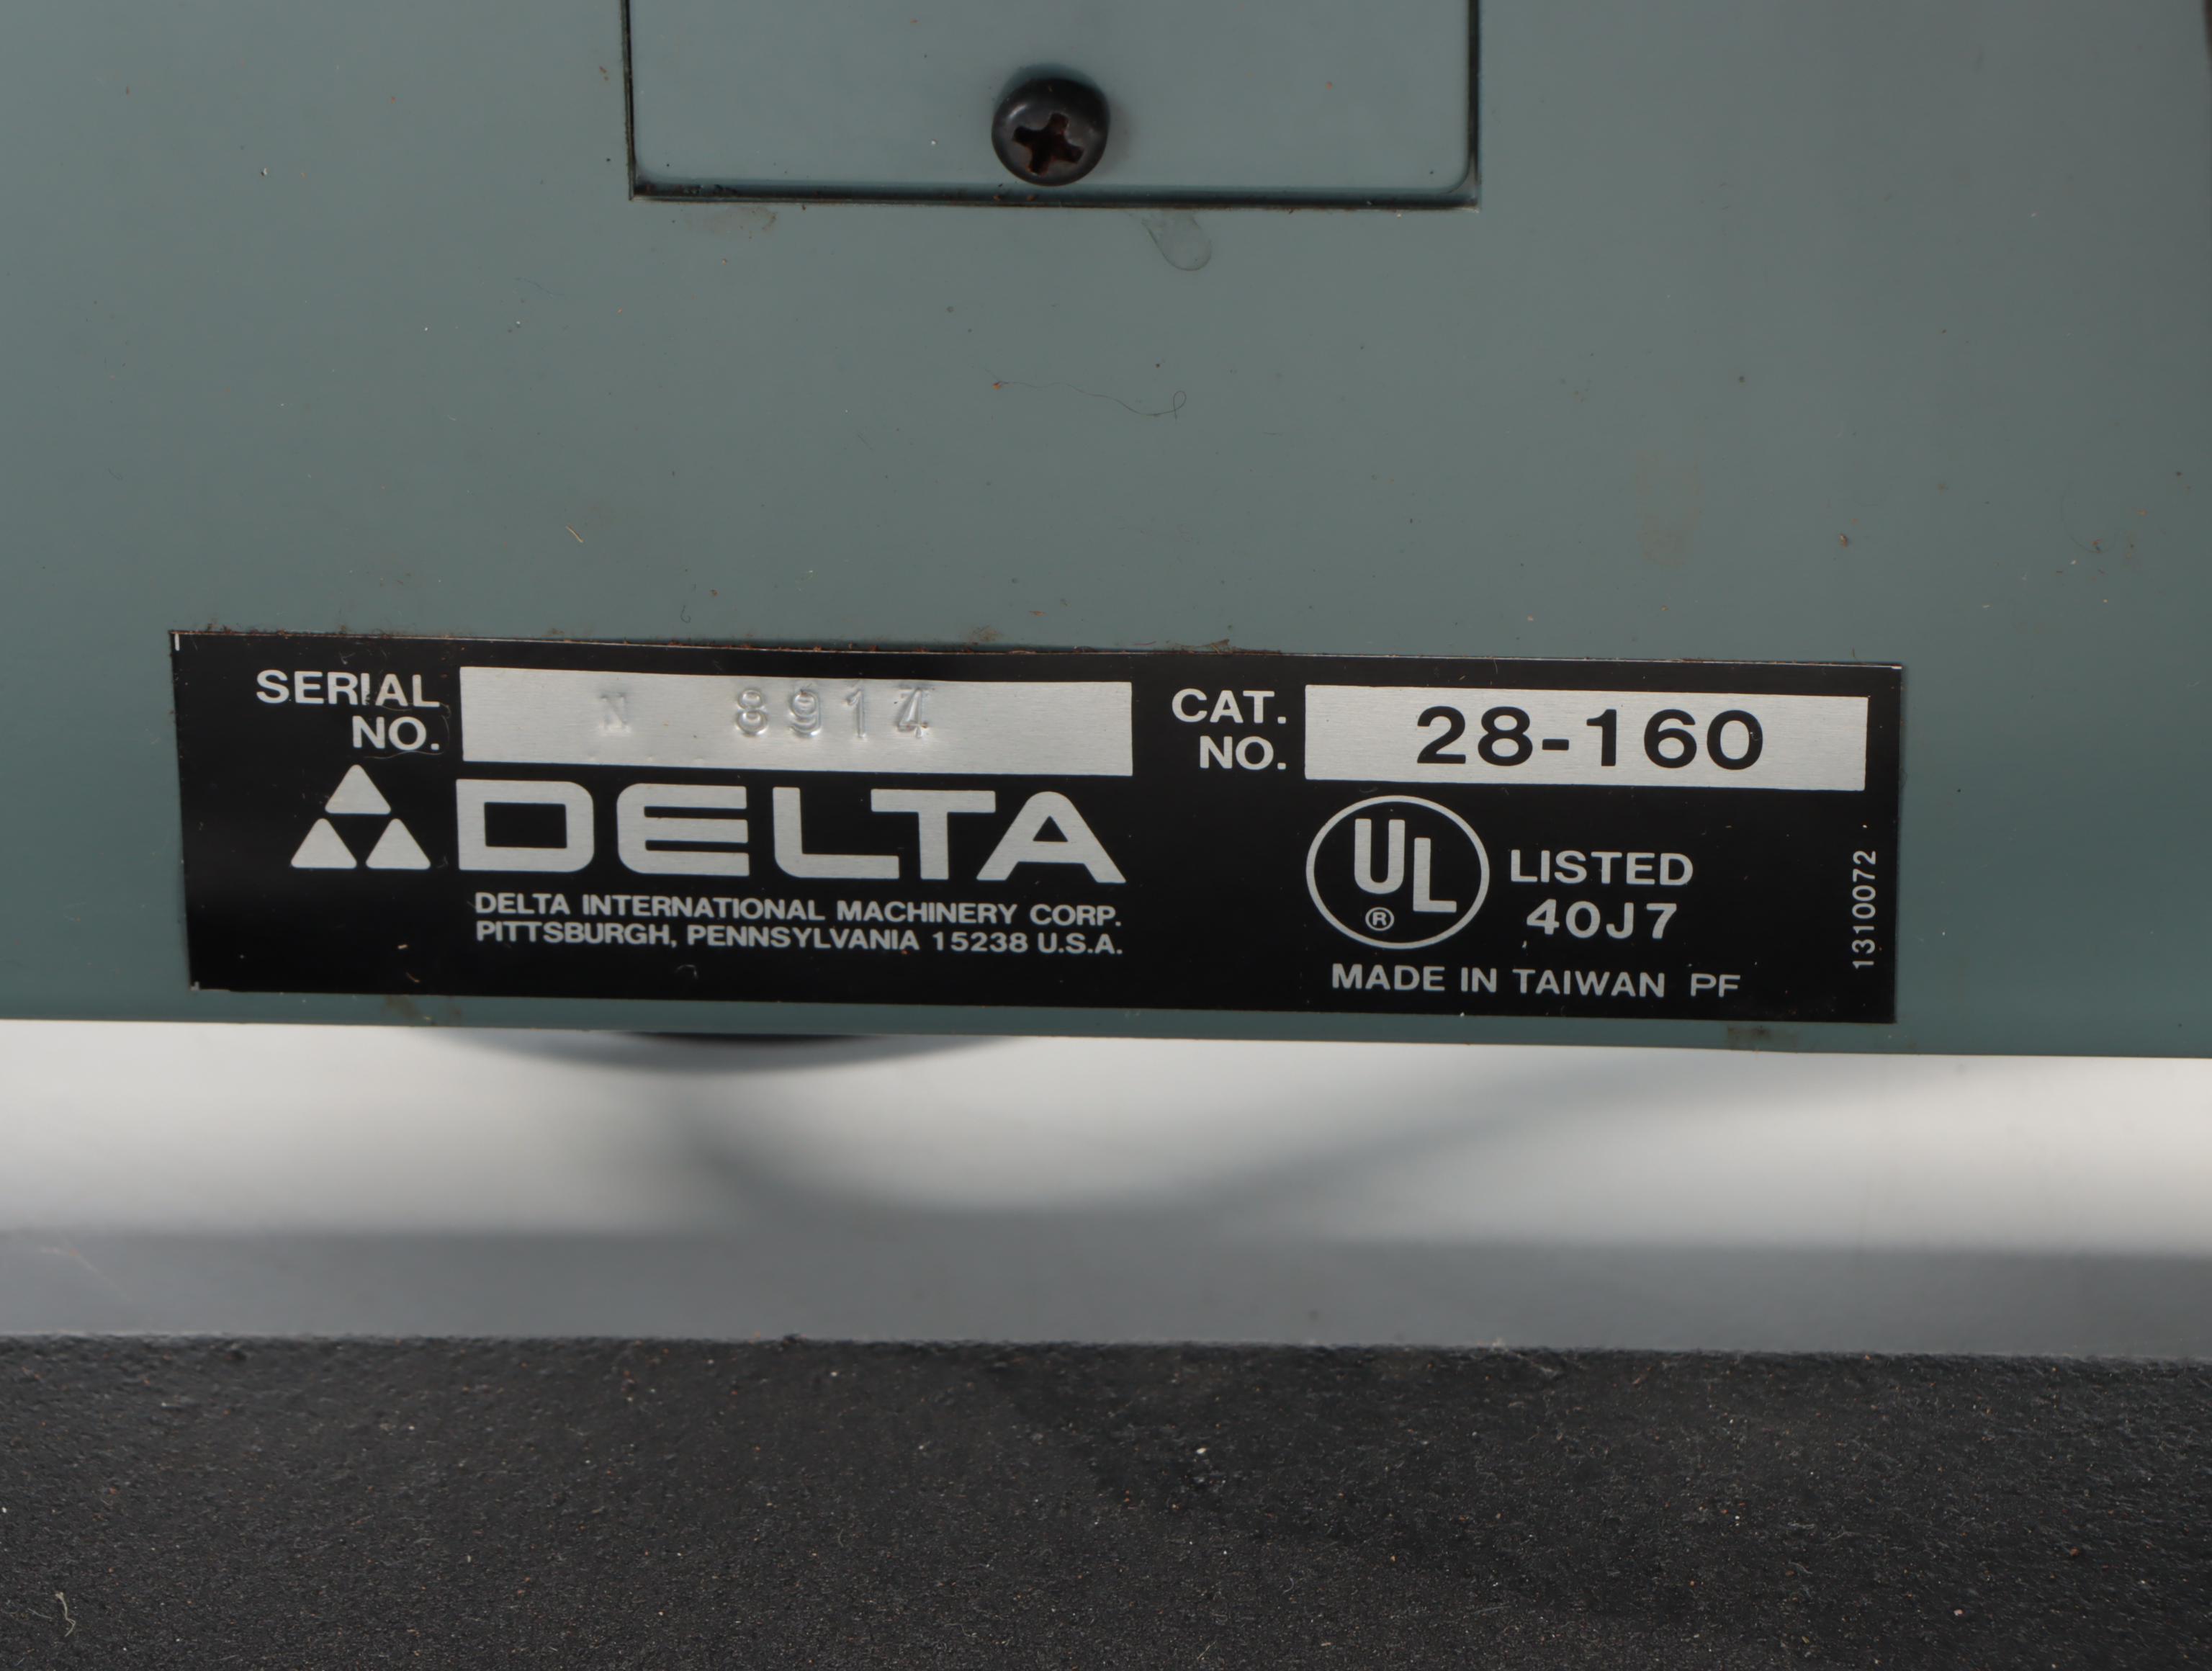 SERIAL NO. N 8914
CAT. NO. 28-160
DELTA
DELTA INTERNATIONAL MACHINERY CORP.
PITTSBURGH, PENNSYLVANIA 15238 U.S.A.
UL ®
LISTED
40J7
MADE IN TAIWAN PF
1310072